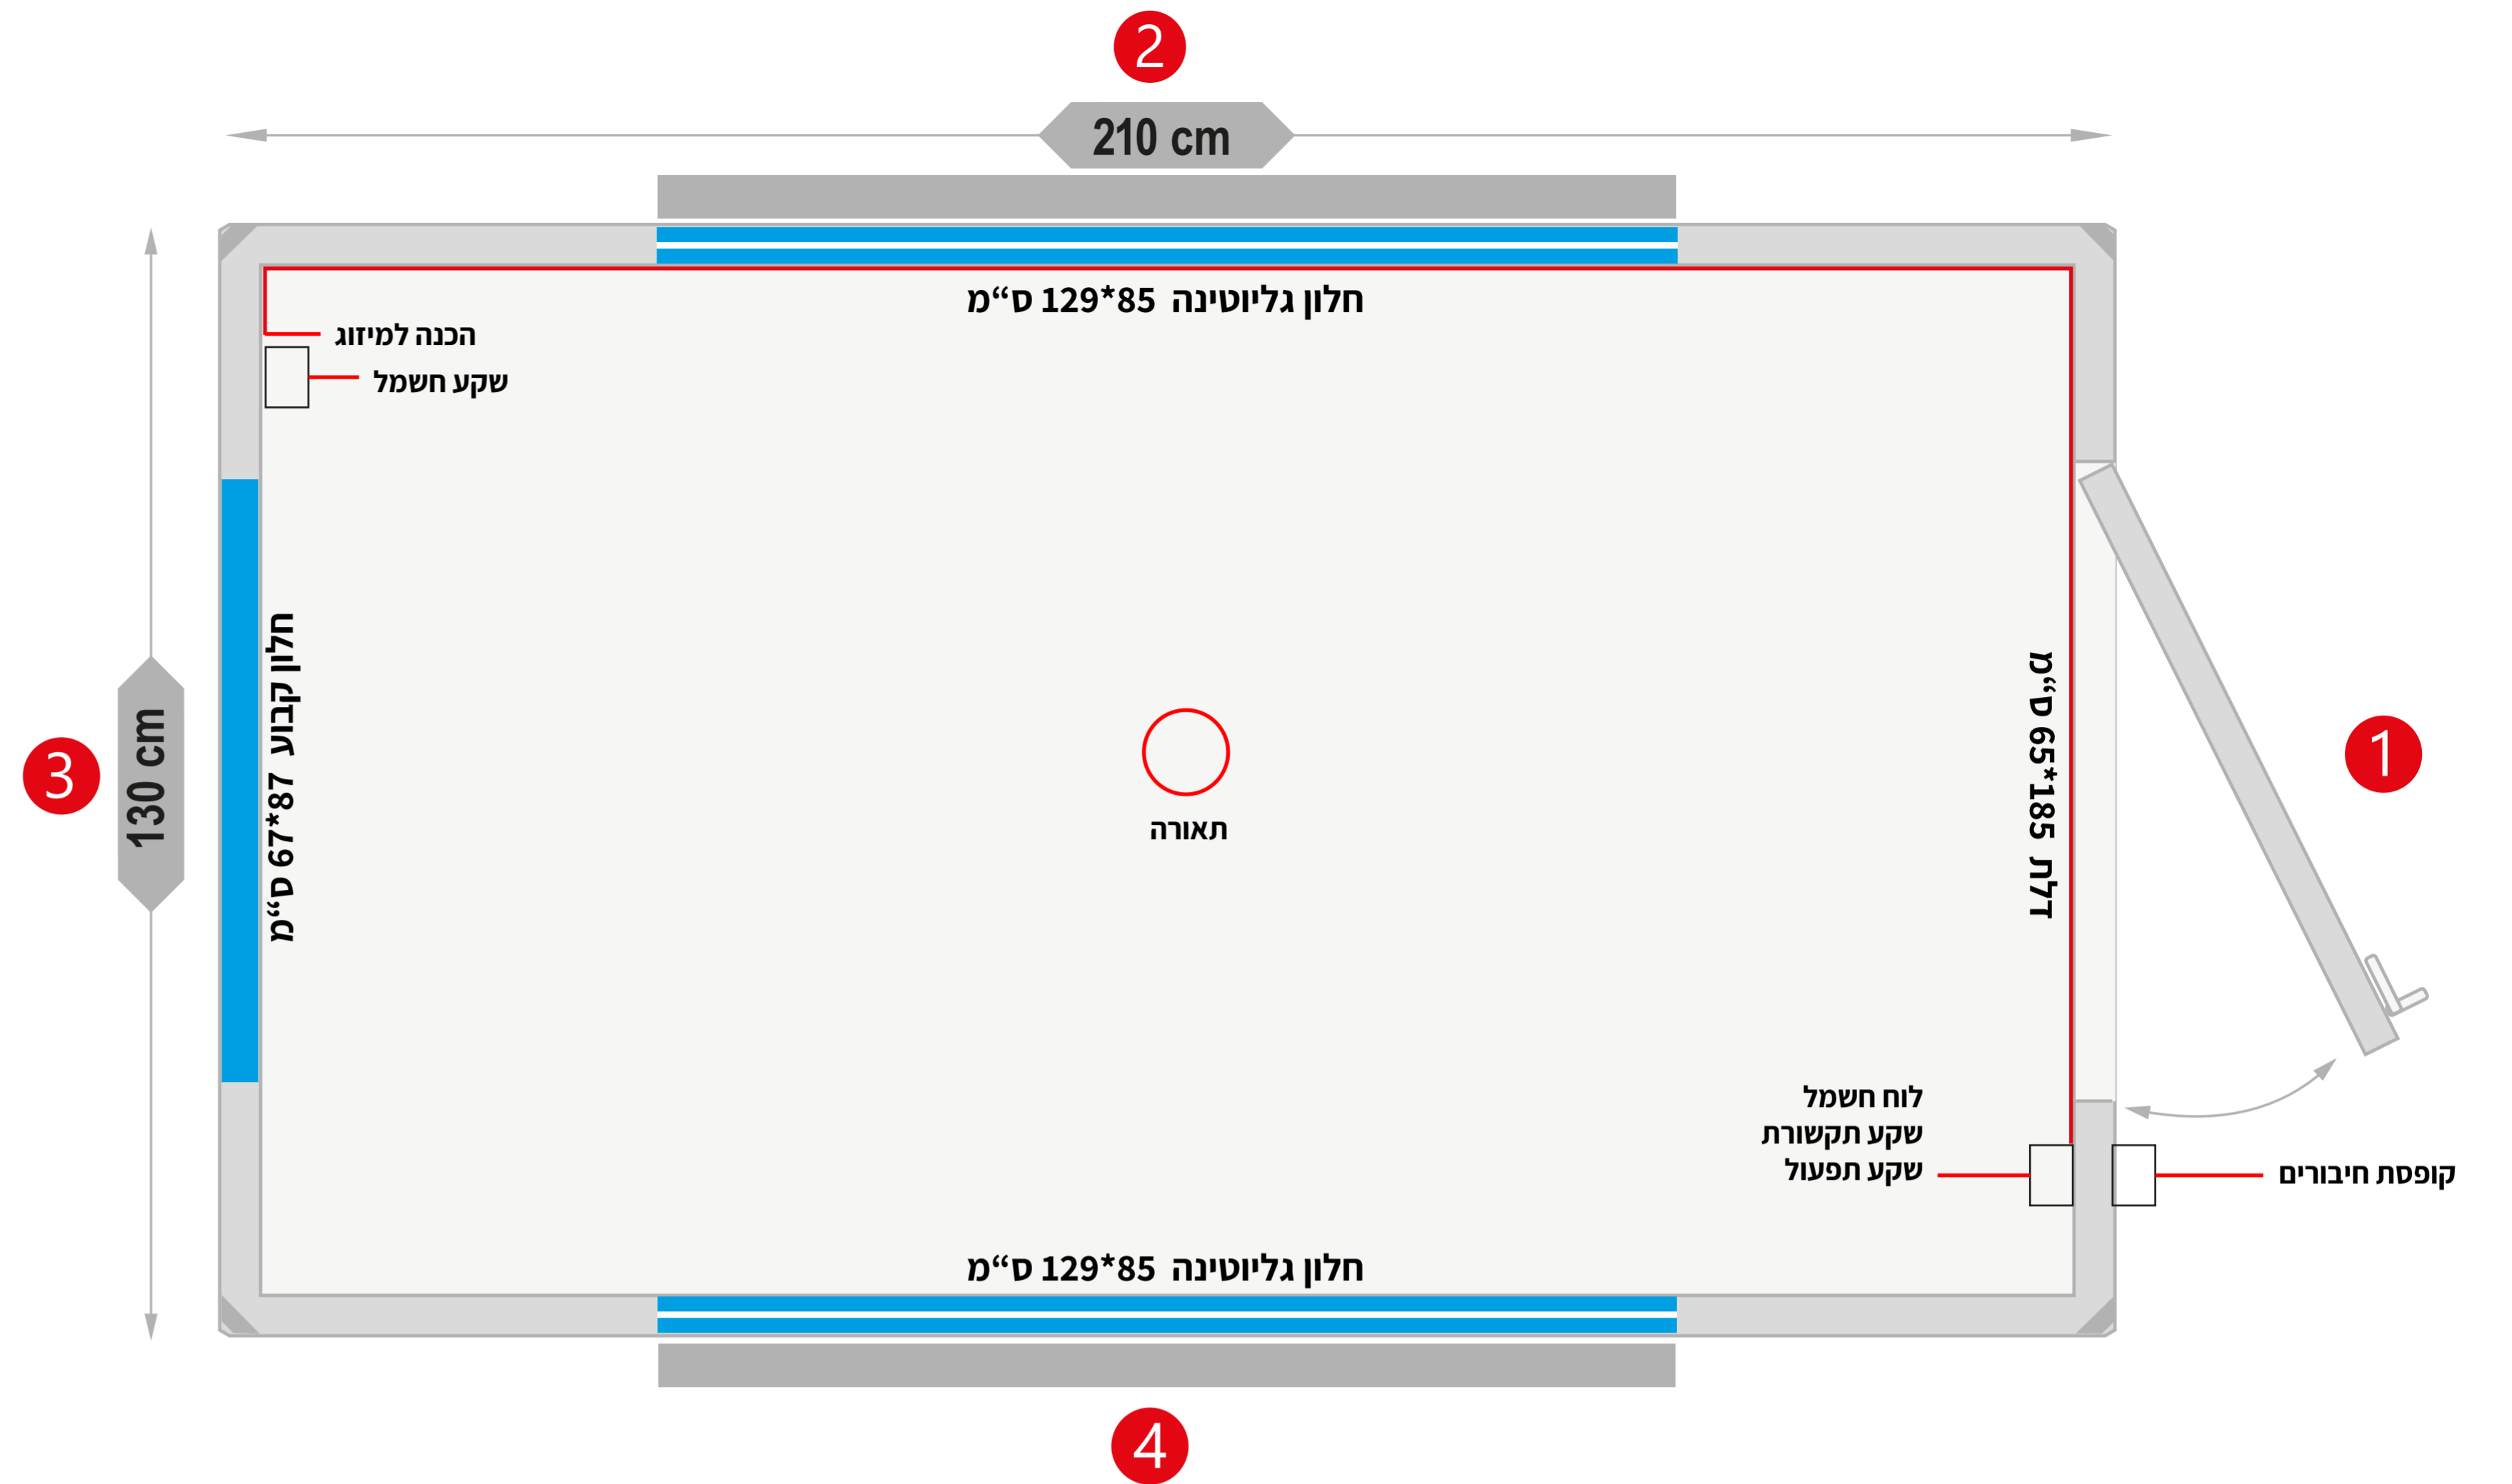 2
210 cm
חלון גליוטינה 129*85 ס“מ
הכנה למיזוג
שקע חשמל
3
130 cm
חלון קבוע 67*87 ס“מ
תאורה
דלת 65*185 ס“מ
1
לוח חשמל
שקע תקשורת
שקע תפעול
קופסת חיבורים
חלון גליוטינה 129*85 ס“מ
4